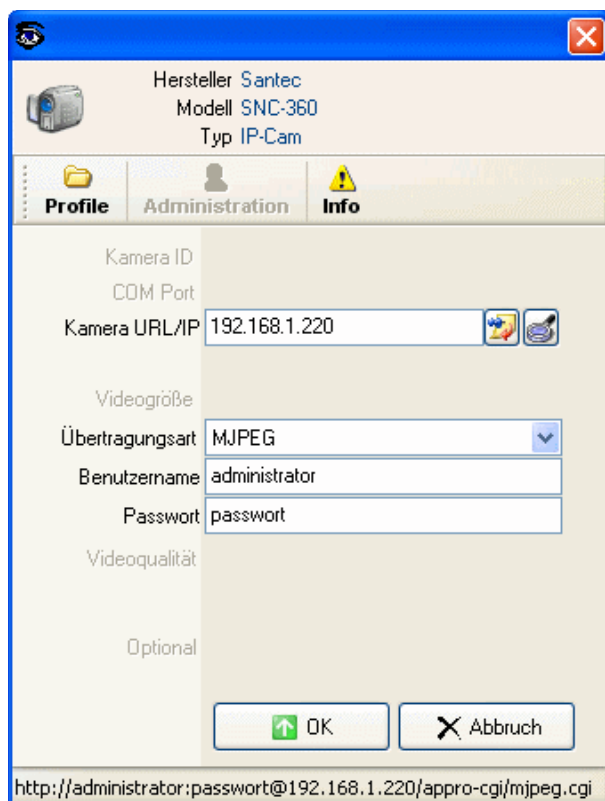 Hersteller Santec
Modell SNC-360
Typ IP-Cam
Profile Administration Info
Kamera ID
COM Port
Kamera URL/IP 192.168.1.220
Videogröße
Übertragungsart MJPEG
Benutzername administrator
Passwort passwort
Videoqualität
Optional
OK Abbruch
http://administrator:passwort@192.168.1.220/appro-cgi/mjpeg.cgi